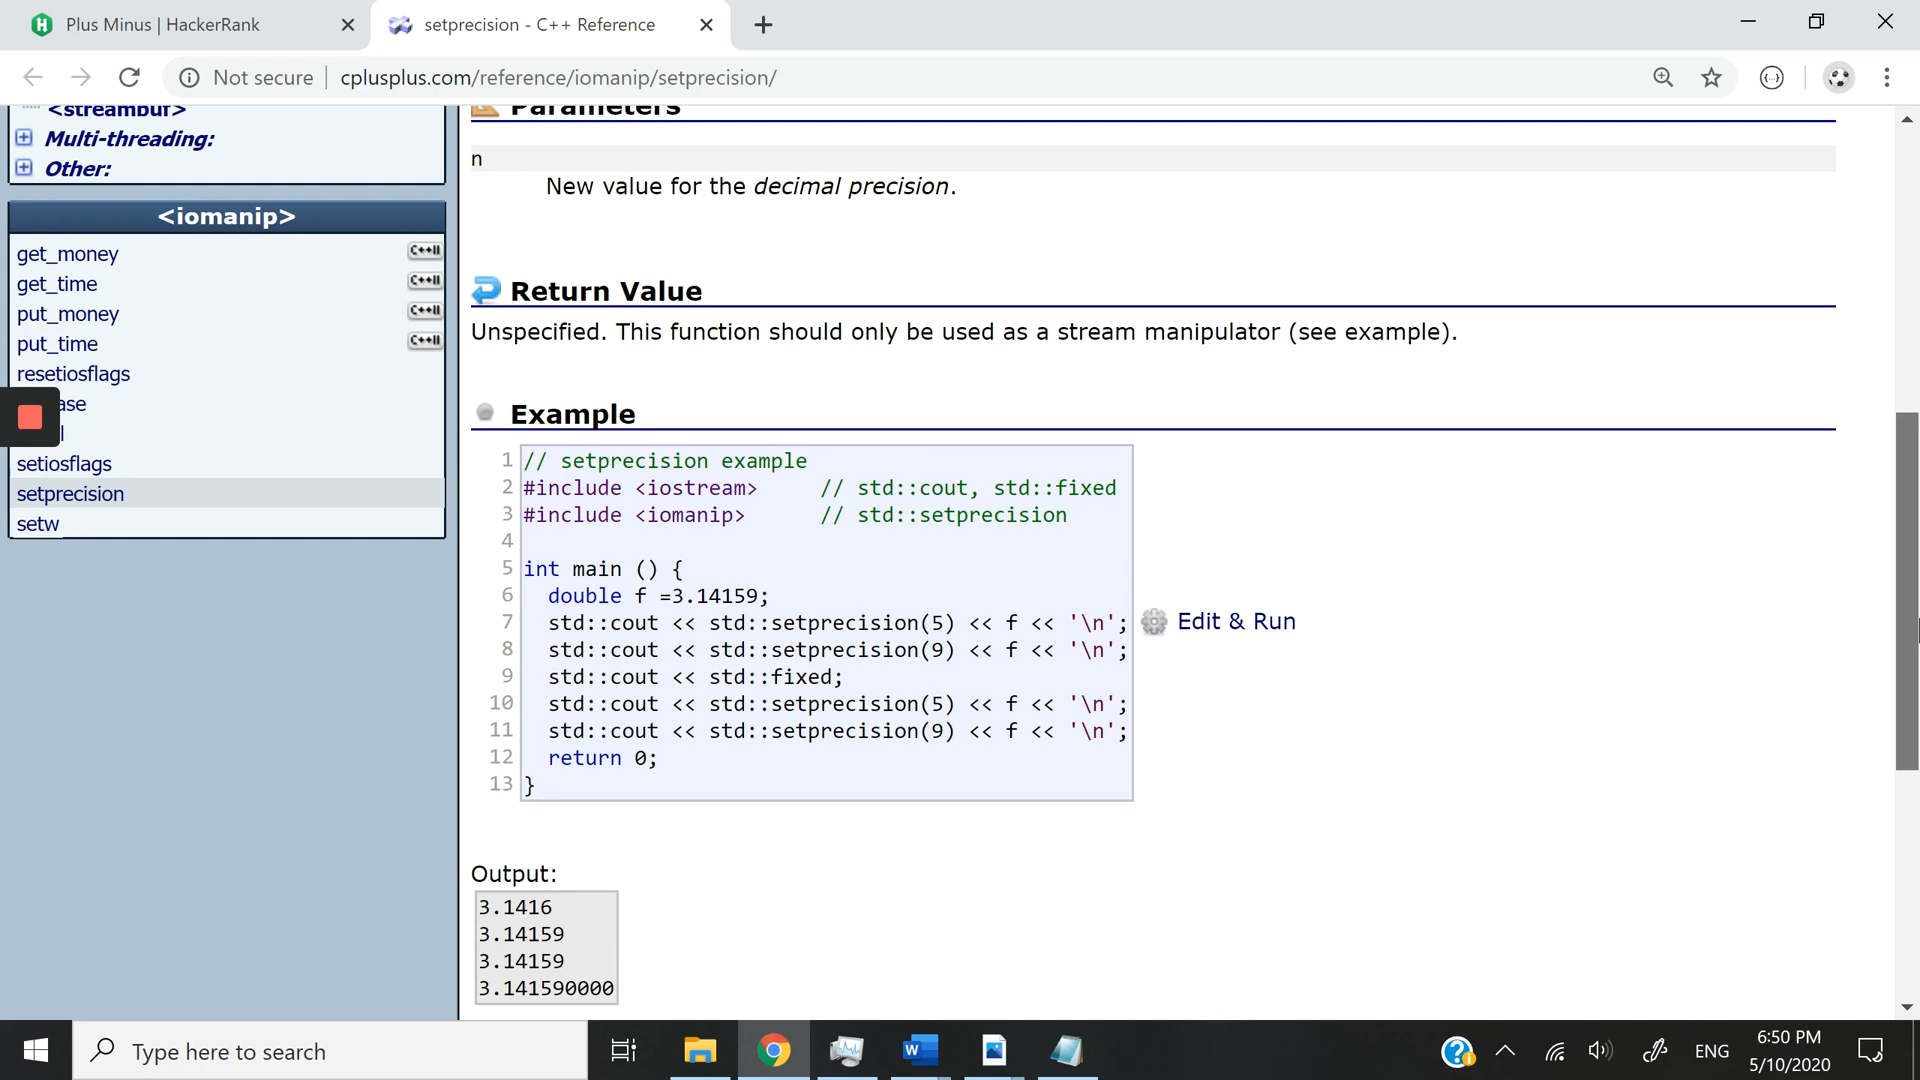 Plus Minus | HackerRank
setprecision - C++ Reference
Not secure
cplusplus.com/reference/iomanip/setprecision/
<streambuf>
Multi-threading:
Other:
<iomanip>
get_money C++11
get_time C++11
put_money C++11
put_time C++11
resetiosflags
setiosflags
setprecision
setw
Parameters
n
New value for the decimal precision.
Return Value
Unspecified. This function should only be used as a stream manipulator (see example).
Example
1 // setprecision example
2 #include <iostream>     // std::cout, std::fixed
3 #include <iomanip>      // std::setprecision
4
5 int main () {
6   double f =3.14159;
7   std::cout << std::setprecision(5) << f << '\n';
8   std::cout << std::setprecision(9) << f << '\n';
9   std::cout << std::fixed;
10   std::cout << std::setprecision(5) << f << '\n';
11   std::cout << std::setprecision(9) << f << '\n';
12   return 0;
13 }
Edit & Run
Output:
3.1416
3.14159
3.14159
3.141590000
Type here to search
ENG
6:50 PM
5/10/2020